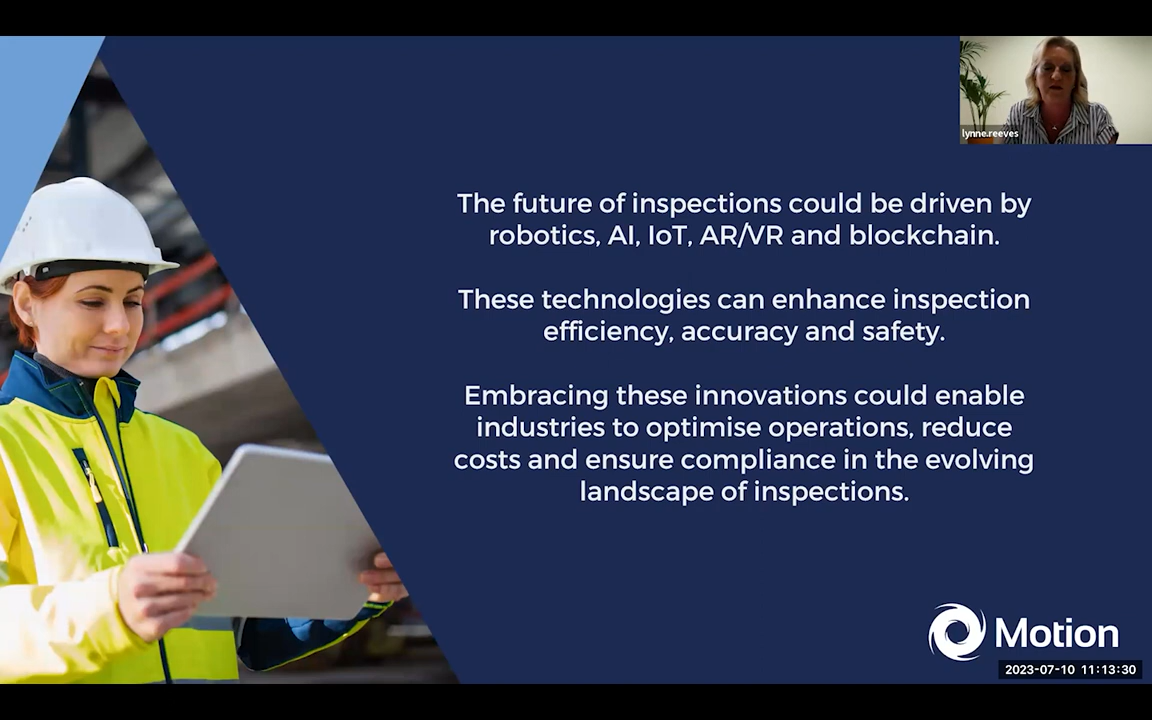 lynne.reeves
The future of inspections could be driven by
robotics, AI, IoT, AR/VR and blockchain.
These technologies can enhance inspection
efficiency, accuracy and safety.
Embracing these innovations could enable
industries to optimise operations, reduce
costs and ensure compliance in the evolving
landscape of inspections.
Motion
2023-07-10 11:13:30